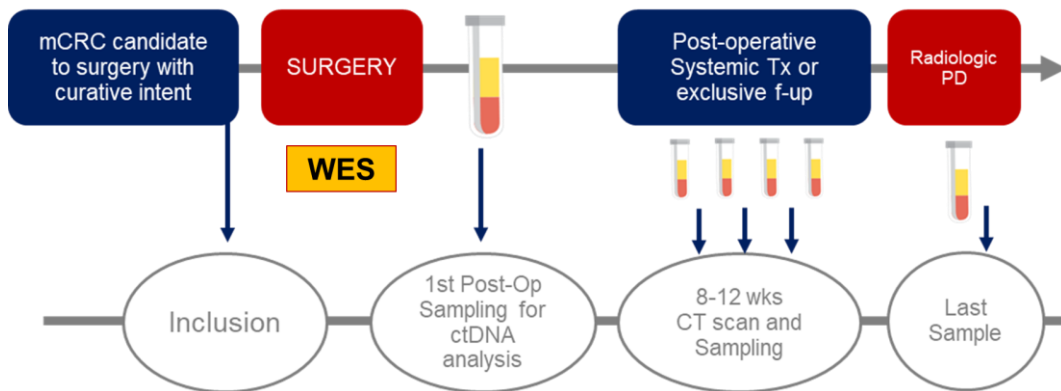 mCRC candidate
to surgery with
curative intent
SURGERY
Post-operative
Systemic Tx or
exclusive f-up
Radiologic
PD
WES
Inclusion
1st Post-Op
Sampling for
ctDNA
analysis
8-12 wks
CT scan and
Sampling
Last
Sample